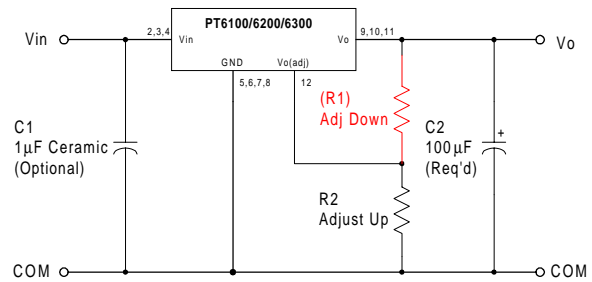 PT6100/6200/6300
Vin
2,3,4
Vin
Vo
9,10,11
Vo
GND
Vo(adj)
5,6,7,8
12
(R1)
Adj Down
C1
1µF Ceramic
(Optional)
C2
100µF
(Req'd)
+
R2
Adjust Up
COM
COM